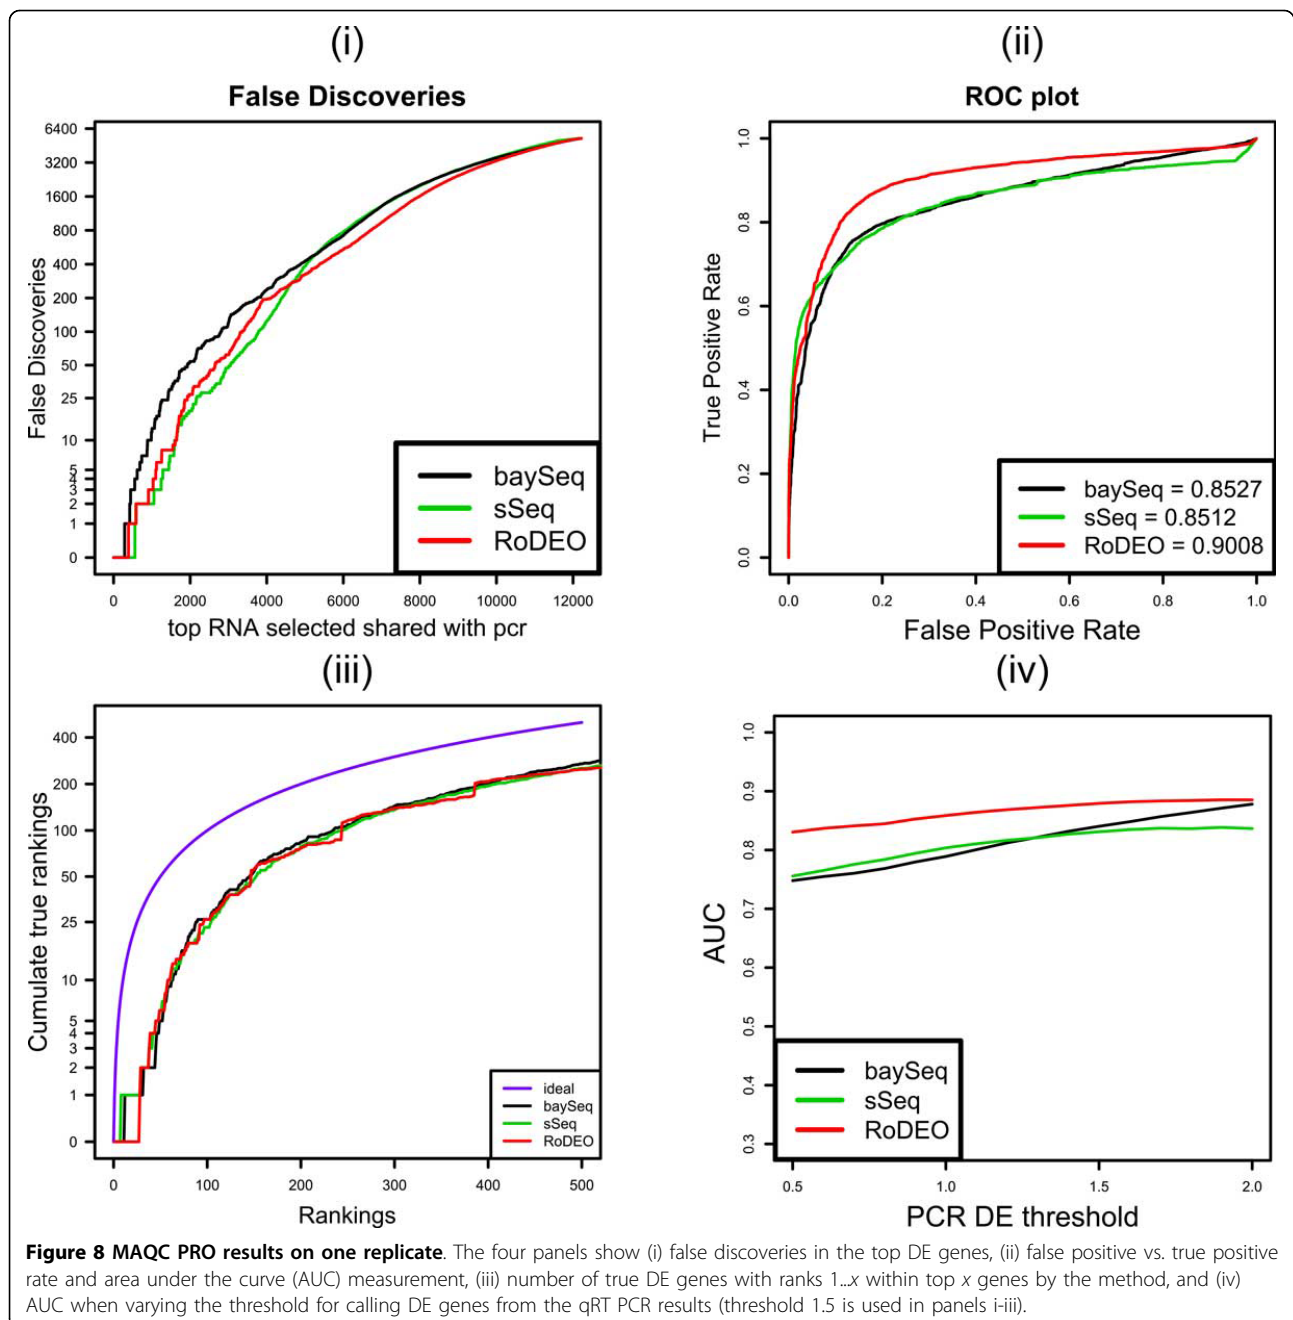 (i)
False Discoveries
6400
3200
1600
800
400
200
100
50
25
10
5
4
3
2
1
0
False Discoveries
baySeq
sSeq
RoDEO
0 2000 4000 6000 8000 10000 12000
top RNA selected shared with pcr
(ii)
ROC plot
1.0
0.8
0.6
0.4
0.2
0.0
True Positive Rate
baySeq = 0.8527
sSeq = 0.8512
RoDEO = 0.9008
0.0 0.2 0.4 0.6 0.8 1.0
False Positive Rate
(iii)
400
200
100
50
25
10
5
4
3
2
1
0
Cumulate true rankings
ideal
baySeq
sSeq
RoDEO
0 100 200 300 400 500
Rankings
(iv)
1.0
0.9
0.8
0.7
0.6
0.5
0.4
0.3
AUC
baySeq
sSeq
RoDEO
0.5 1.0 1.5 2.0
PCR DE threshold
Figure 8 MAQC PRO results on one replicate. The four panels show (i) false discoveries in the top DE genes, (ii) false positive vs. true positive
rate and area under the curve (AUC) measurement, (iii) number of true DE genes with ranks 1...x within top x genes by the method, and (iv)
AUC when varying the threshold for calling DE genes from the qRT PCR results (threshold 1.5 is used in panels i-iii).